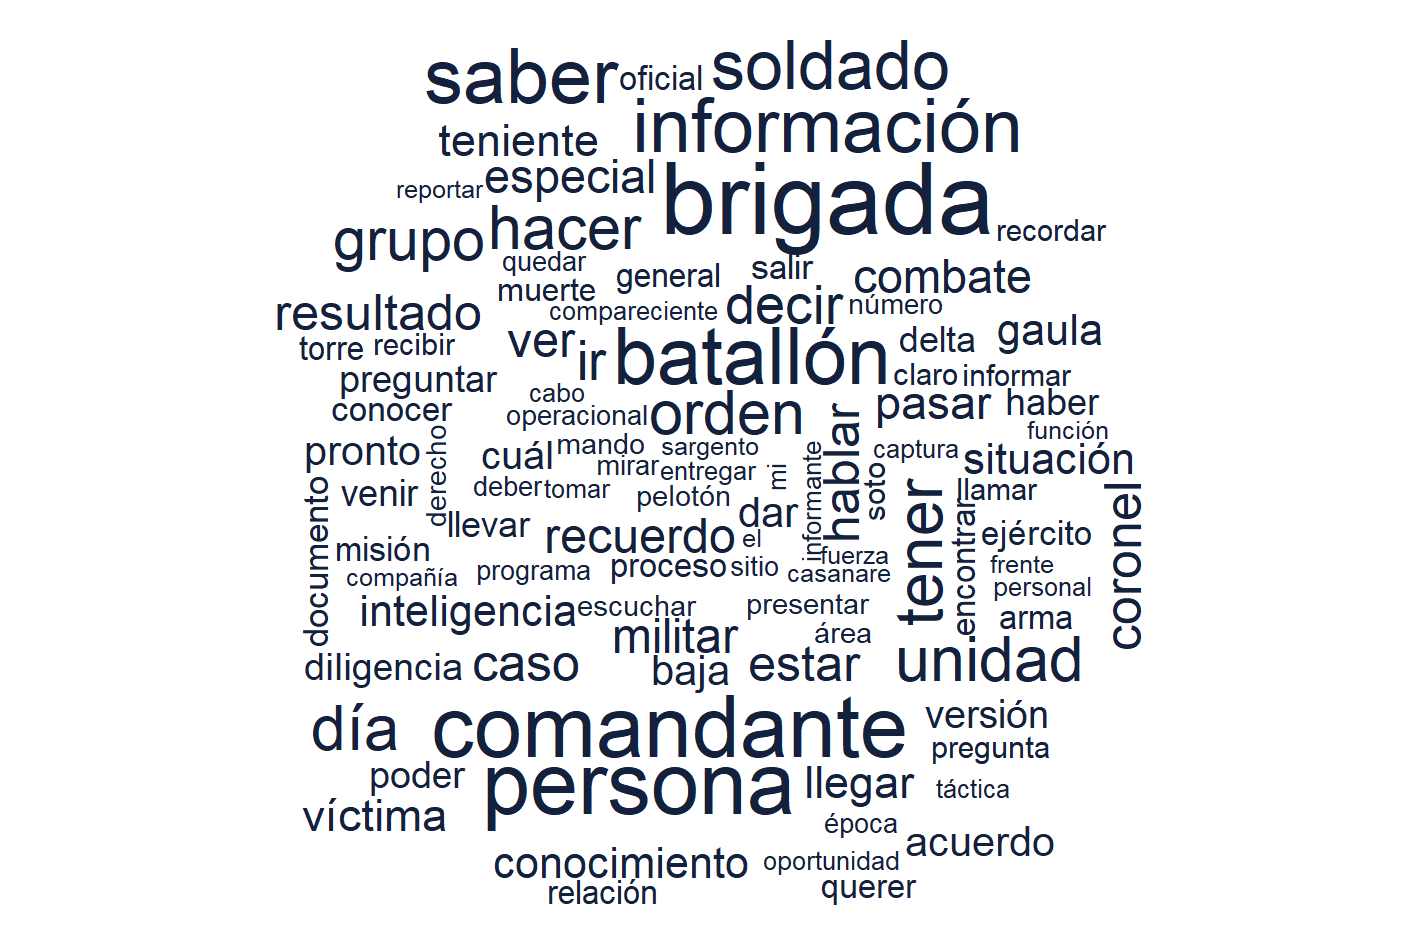 saber oficial soldado
teniente información
reportar especial brigada
grupo hacer recordar
quedar general salir combate
muerte
resultado compareciente decir número
torre recibir ver ir batallón delta gaula
preguntar claro informar
conocer cabo operacional orden pasar haber
función
pronto derecho cuál mando sargento hablar captura situación
mirar entregar mi informante soto
venir deber tomar pelotón tener llamar
documento llevar recuerdo dar encontrar ejército coronel
misión el fuerza frente
compañía programa proceso sitio casanare personal
inteligencia escuchar presentar arma
militar área
diligencia caso baja estar unidad
día comandante versión
pregunta
poder persona llegar táctica
víctima época
acuerdo
conocimiento oportunidad
relación querer